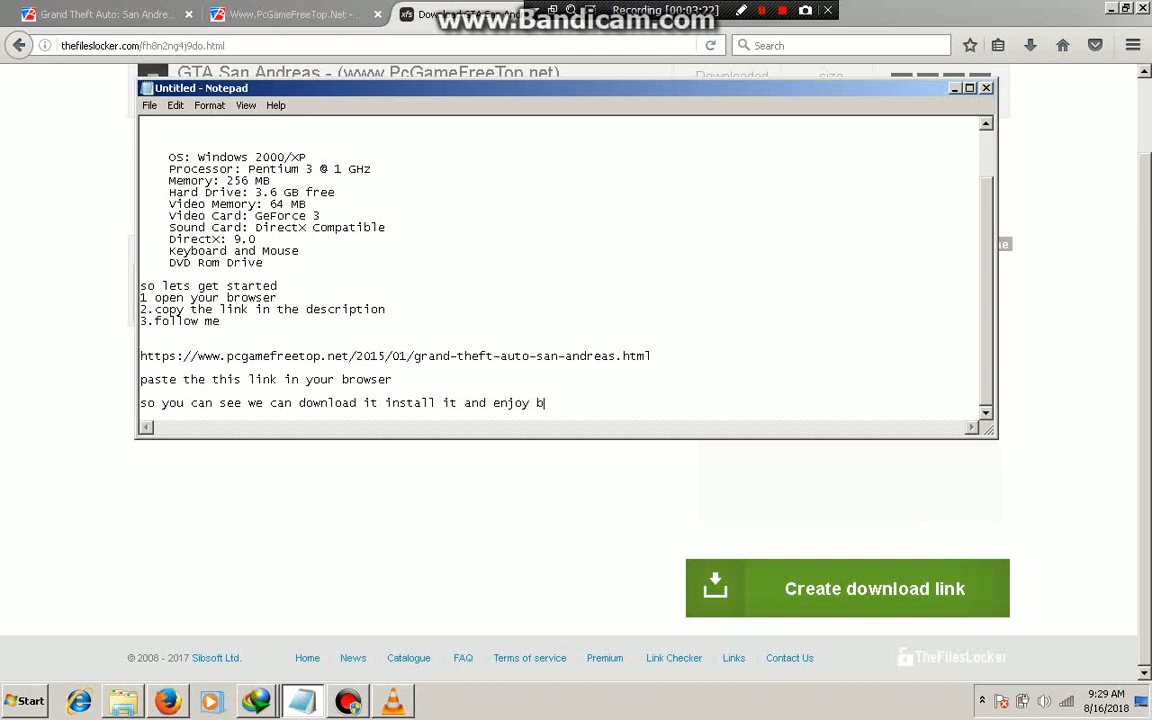 Grand Theft Auto: San Andre...
Www.PcGameFreeTop.Net - ...
Download GTA San And
Recording [00:03:22]
www.Bandicam.com
thefileslocker.com/fh8n2ng4j9do.html
Search
GTA San Andreas - (www.PcGameFreeTop.net)
Downloaded
size
Untitled - Notepad
File Edit Format View Help
OS: Windows 2000/XP
Processor: Pentium 3 @ 1 GHz
Memory: 256 MB
Hard Drive: 3.6 GB free
Video Memory: 64 MB
Video Card: GeForce 3
Sound Card: DirectX Compatible
DirectX: 9.0
Keyboard and Mouse
DVD Rom Drive
so lets get started
1 open your browser
2.copy the link in the description
3.follow me
https://www.pcgamefreetop.net/2015/01/grand-theft-auto-san-andreas.html
paste the this link in your browser
so you can see we can download it install it and enjoy b
Create download link
© 2008 - 2017 Sibsoft Ltd. Home News Catalogue FAQ Terms of service Premium Link Checker Links Contact Us TheFilesLocker
Start
9:29 AM
8/16/2018